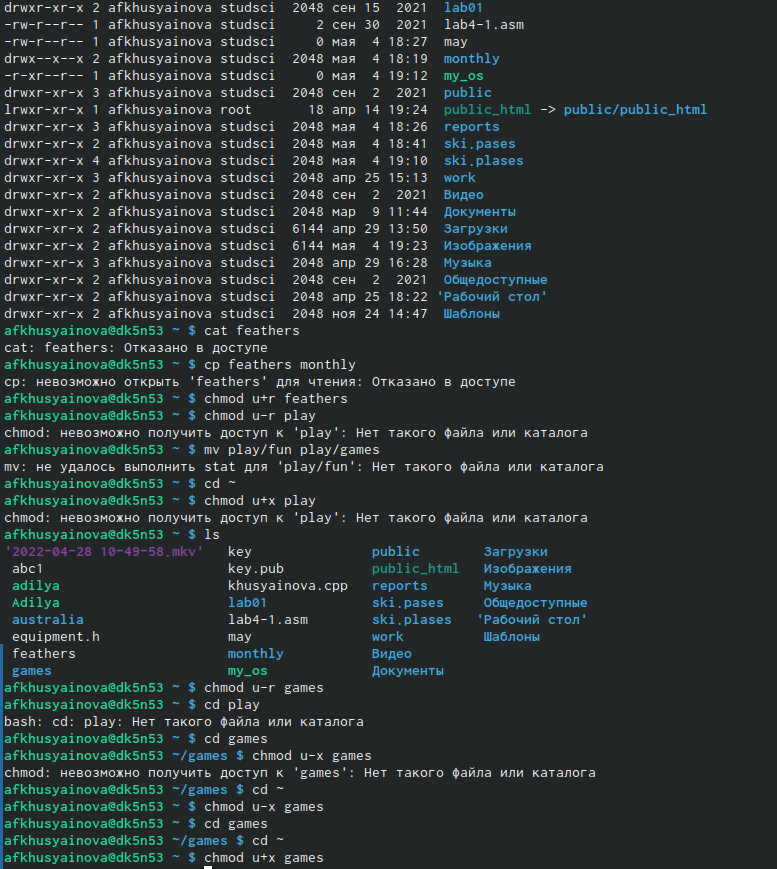 drwxr-xr-x 2 afkhusyainova studsci  2048 сен 15  2021  lab01
-rw-r--r-- 1 afkhusyainova studsci     2 сен 30  2021  lab4-1.asm
-rw-r--r-- 1 afkhusyainova studsci     0 мая  4 18:27  may
drwx--x--x 2 afkhusyainova studsci  2048 мая  4 18:19  monthly
-r-xr--r-- 1 afkhusyainova studsci     0 мая  4 19:12  my_os
drwxr-xr-x 3 afkhusyainova studsci  2048 сен  2  2021  public
lrwxr-xr-x 1 afkhusyainova root       18 апр 14 19:24  public_html -> public/public_html
drwxr-xr-x 3 afkhusyainova studsci  2048 мая  4 18:26  reports
drwxr-xr-x 2 afkhusyainova studsci  2048 мая  4 18:41  ski.pases
drwxr-xr-x 4 afkhusyainova studsci  2048 мая  4 19:10  ski.plases
drwxr-xr-x 3 afkhusyainova studsci  2048 апр 25 15:13  work
drwxr-xr-x 2 afkhusyainova studsci  2048 сен  2  2021  Видео
drwxr-xr-x 2 afkhusyainova studsci  2048 мар  9 11:44  Документы
drwxr-xr-x 2 afkhusyainova studsci  6144 апр 29 13:50  Загрузки
drwxr-xr-x 2 afkhusyainova studsci  6144 мая  4 19:23  Изображения
drwxr-xr-x 3 afkhusyainova studsci  2048 апр 29 16:28  Музыка
drwxr-xr-x 2 afkhusyainova studsci  2048 сен  2  2021  Общедоступные
drwxr-xr-x 2 afkhusyainova studsci  2048 апр 25 18:22 'Рабочий стол'
drwxr-xr-x 2 afkhusyainova studsci  2048 ноя 24 14:47  Шаблоны
afkhusyainova@dk5n53 ~ $ cat feathers
cat: feathers: Отказано в доступе
afkhusyainova@dk5n53 ~ $ cp feathers monthly
cp: невозможно открыть 'feathers' для чтения: Отказано в доступе
afkhusyainova@dk5n53 ~ $ chmod u+r feathers
afkhusyainova@dk5n53 ~ $ chmod u-r play
chmod: невозможно получить доступ к 'play': Нет такого файла или каталога
afkhusyainova@dk5n53 ~ $ mv play/fun play/games
mv: не удалось выполнить stat для 'play/fun': Нет такого файла или каталога
afkhusyainova@dk5n53 ~ $ cd ~
afkhusyainova@dk5n53 ~ $ chmod u+x play
chmod: невозможно получить доступ к 'play': Нет такого файла или каталога
afkhusyainova@dk5n53 ~ $ ls
'2022-04-28 10-49-58.mkv'   key              public        Загрузки
 abc1                       key.pub          public_html   Изображения
 adilya                     khusyainova.cpp  reports       Музыка
 Adilya                     lab01            ski.pases     Общедоступные
 australia                  lab4-1.asm       ski.plases   'Рабочий стол'
 equipment.h                may              work          Шаблоны
 feathers                   monthly          Видео
 games                      my_os            Документы
afkhusyainova@dk5n53 ~ $ chmod u-r games
afkhusyainova@dk5n53 ~ $ cd play
bash: cd: play: Нет такого файла или каталога
afkhusyainova@dk5n53 ~ $ cd games
afkhusyainova@dk5n53 ~/games $ chmod u-x games
chmod: невозможно получить доступ к 'games': Нет такого файла или каталога
afkhusyainova@dk5n53 ~/games $ cd ~
afkhusyainova@dk5n53 ~ $ chmod u-x games
afkhusyainova@dk5n53 ~ $ cd games
afkhusyainova@dk5n53 ~/games $ cd ~
afkhusyainova@dk5n53 ~ $ chmod u+x games